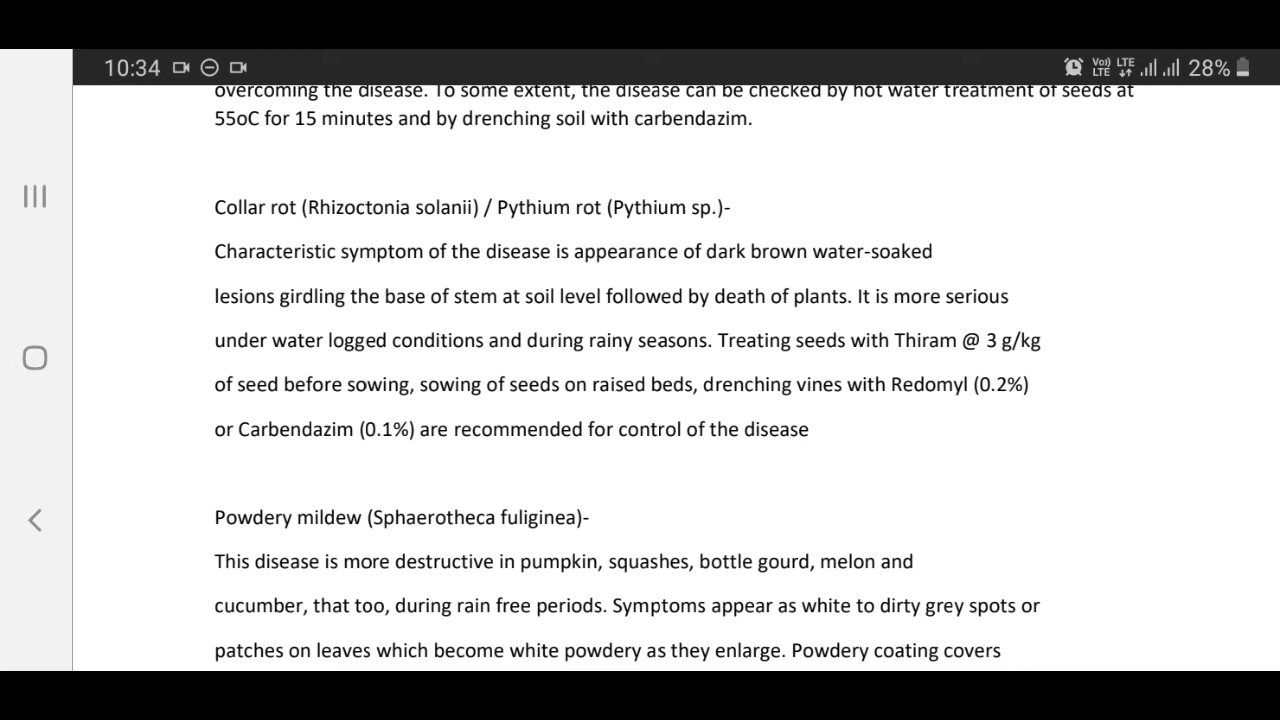 10:34 Vo)) LTE LTE 28%
overcoming the disease. To some extent, the disease can be checked by hot water treatment of seeds at
55oC for 15 minutes and by drenching soil with carbendazim.
Collar rot (Rhizoctonia solanii) / Pythium rot (Pythium sp.)-
Characteristic symptom of the disease is appearance of dark brown water-soaked
lesions girdling the base of stem at soil level followed by death of plants. It is more serious
under water logged conditions and during rainy seasons. Treating seeds with Thiram @ 3 g/kg
of seed before sowing, sowing of seeds on raised beds, drenching vines with Redomyl (0.2%)
or Carbendazim (0.1%) are recommended for control of the disease
Powdery mildew (Sphaerotheca fuliginea)-
This disease is more destructive in pumpkin, squashes, bottle gourd, melon and
cucumber, that too, during rain free periods. Symptoms appear as white to dirty grey spots or
patches on leaves which become white powdery as they enlarge. Powdery coating covers